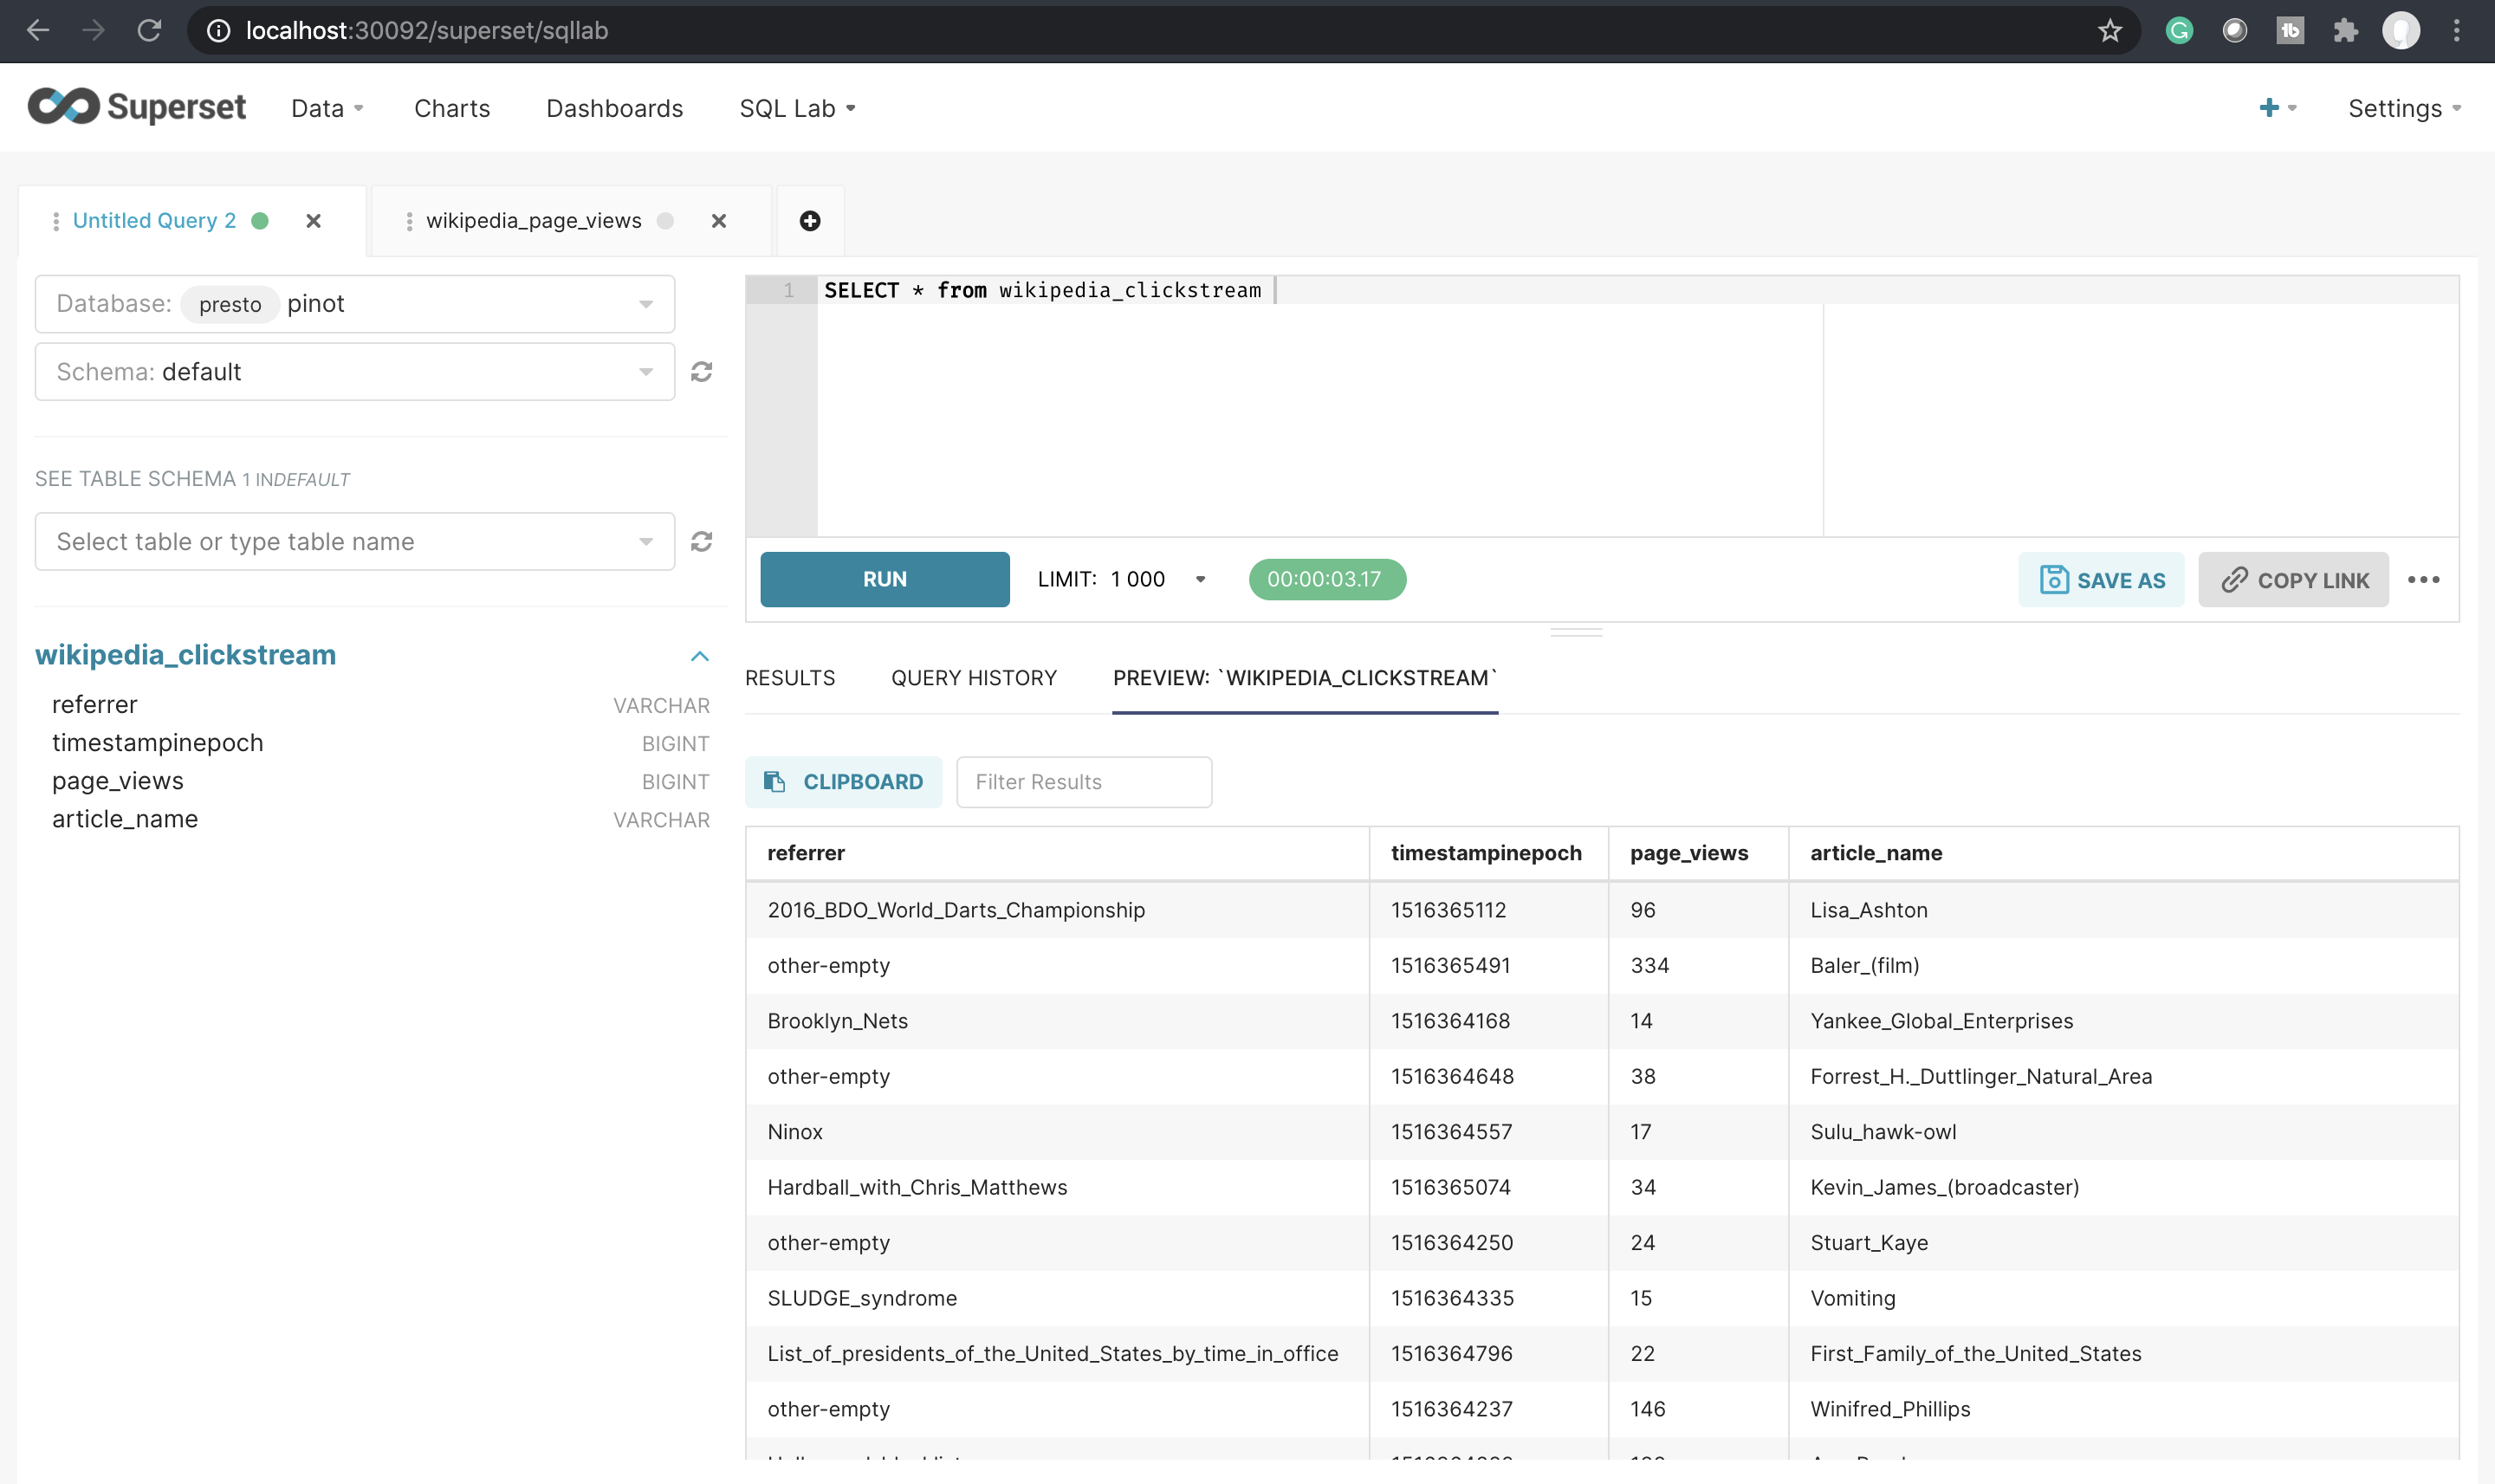 localhost:30092/superset/sqllab
Superset Data Charts Dashboards SQL Lab Settings
Untitled Query 2 wikipedia_page_views
Database: presto pinot
Schema: default
SEE TABLE SCHEMA 1 INDEFAULT
Select table or type table name
wikipedia_clickstream
referrer VARCHAR
timestampinepoch BIGINT
page_views BIGINT
article_name VARCHAR
1 SELECT * from wikipedia_clickstream
RUN LIMIT: 1 000 00:00:03.17 SAVE AS COPY LINK
RESULTS QUERY HISTORY PREVIEW: `WIKIPEDIA_CLICKSTREAM`
CLIPBOARD Filter Results
referrer timestampinepoch page_views article_name
2016_BDO_World_Darts_Championship 1516365112 96 Lisa_Ashton
other-empty 1516365491 334 Baler_(film)
Brooklyn_Nets 1516364168 14 Yankee_Global_Enterprises
other-empty 1516364648 38 Forrest_H._Duttlinger_Natural_Area
Ninox 1516364557 17 Sulu_hawk-owl
Hardball_with_Chris_Matthews 1516365074 34 Kevin_James_(broadcaster)
other-empty 1516364250 24 Stuart_Kaye
SLUDGE_syndrome 1516364335 15 Vomiting
List_of_presidents_of_the_United_States_by_time_in_office 1516364796 22 First_Family_of_the_United_States
other-empty 1516364237 146 Winifred_Phillips